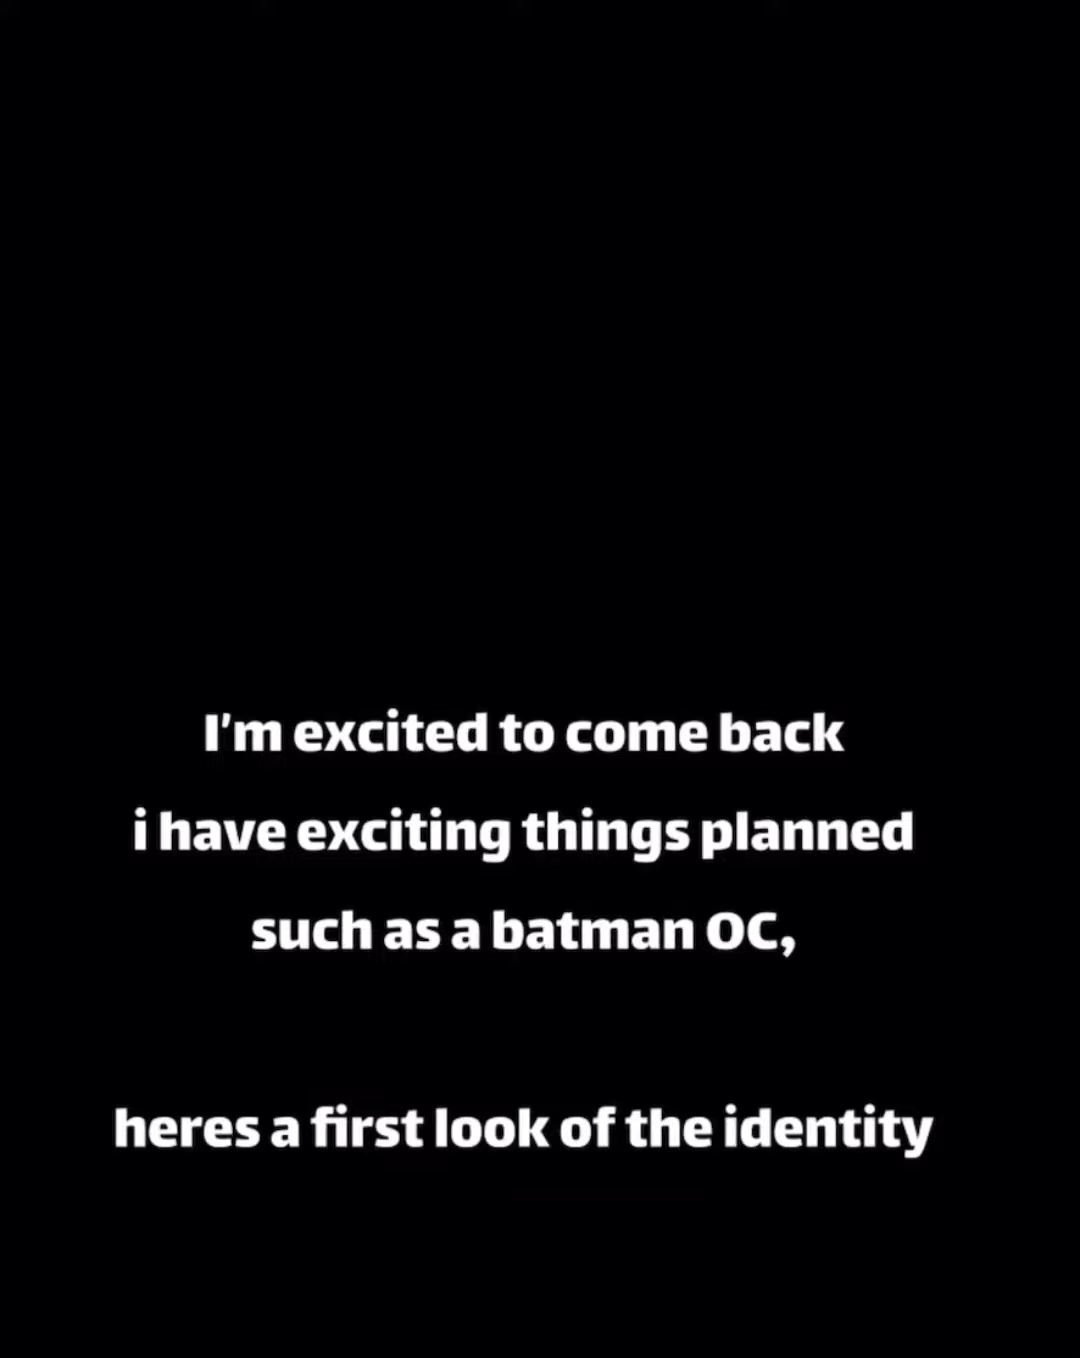 I'm excited to come back
i have exciting things planned
such as a batman OC,
heres a first look of the identity